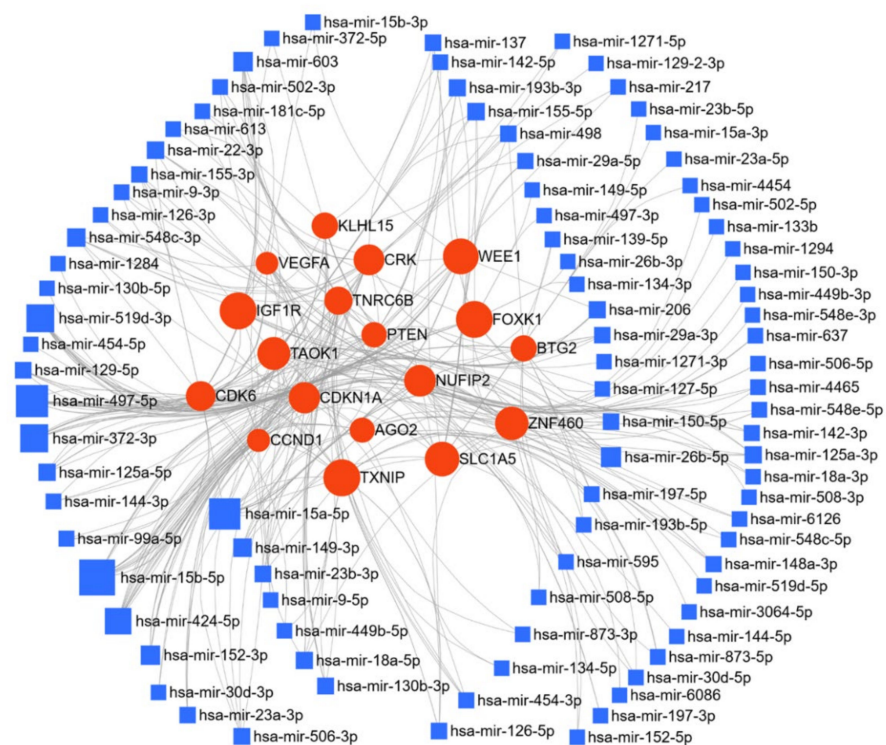 hsa-mir-15b-3p
hsa-mir-372-5p
hsa-mir-603
hsa-mir-502-3p
hsa-mir-181c-5p
hsa-mir-613
hsa-mir-22-3p
hsa-mir-155-3p
hsa-mir-9-3p
hsa-mir-126-3p
hsa-mir-548c-3p
hsa-mir-1284
hsa-mir-130b-5p
hsa-mir-519d-3p
hsa-mir-454-5p
hsa-mir-129-5p
hsa-mir-497-5p
hsa-mir-372-3p
hsa-mir-125a-5p
hsa-mir-144-3p
hsa-mir-99a-5p
hsa-mir-15b-5p
hsa-mir-424-5p
hsa-mir-152-3p
hsa-mir-30d-3p
hsa-mir-23a-3p
hsa-mir-506-3p
hsa-mir-15a-5p
hsa-mir-149-3p
hsa-mir-23b-3p
hsa-mir-9-5p
hsa-mir-449b-5p
hsa-mir-18a-5p
hsa-mir-130b-3p
KLHL15
VEGFA
CRK
WEE1
IGF1R
TNRC6B
FOXK1
PTEN
TAOK1
BTG2
NUFIP2
CDK6
CDKN1A
ZNF460
AGO2
CCND1
SLC1A5
TXNIP
hsa-mir-137
hsa-mir-142-5p
hsa-mir-193b-3p
hsa-mir-155-5p
hsa-mir-498
hsa-mir-29a-5p
hsa-mir-149-5p
hsa-mir-497-3p
hsa-mir-139-5p
hsa-mir-26b-3p
hsa-mir-134-3p
hsa-mir-206
hsa-mir-29a-3p
hsa-mir-1271-3p
hsa-mir-127-5p
hsa-mir-150-5p
hsa-mir-26b-5p
hsa-mir-197-5p
hsa-mir-193b-5p
hsa-mir-595
hsa-mir-508-5p
hsa-mir-873-3p
hsa-mir-134-5p
hsa-mir-454-3p
hsa-mir-126-5p
hsa-mir-1271-5p
hsa-mir-129-2-3p
hsa-mir-217
hsa-mir-23b-5p
hsa-mir-15a-3p
hsa-mir-23a-5p
hsa-mir-4454
hsa-mir-502-5p
hsa-mir-133b
hsa-mir-1294
hsa-mir-150-3p
hsa-mir-449b-3p
hsa-mir-548e-3p
hsa-mir-637
hsa-mir-506-5p
hsa-mir-4465
hsa-mir-548e-5p
hsa-mir-142-3p
hsa-mir-125a-3p
hsa-mir-18a-3p
hsa-mir-508-3p
hsa-mir-6126
hsa-mir-548c-5p
hsa-mir-148a-3p
hsa-mir-519d-5p
hsa-mir-3064-5p
hsa-mir-144-5p
hsa-mir-873-5p
hsa-mir-30d-5p
hsa-mir-6086
hsa-mir-197-3p
hsa-mir-152-5p